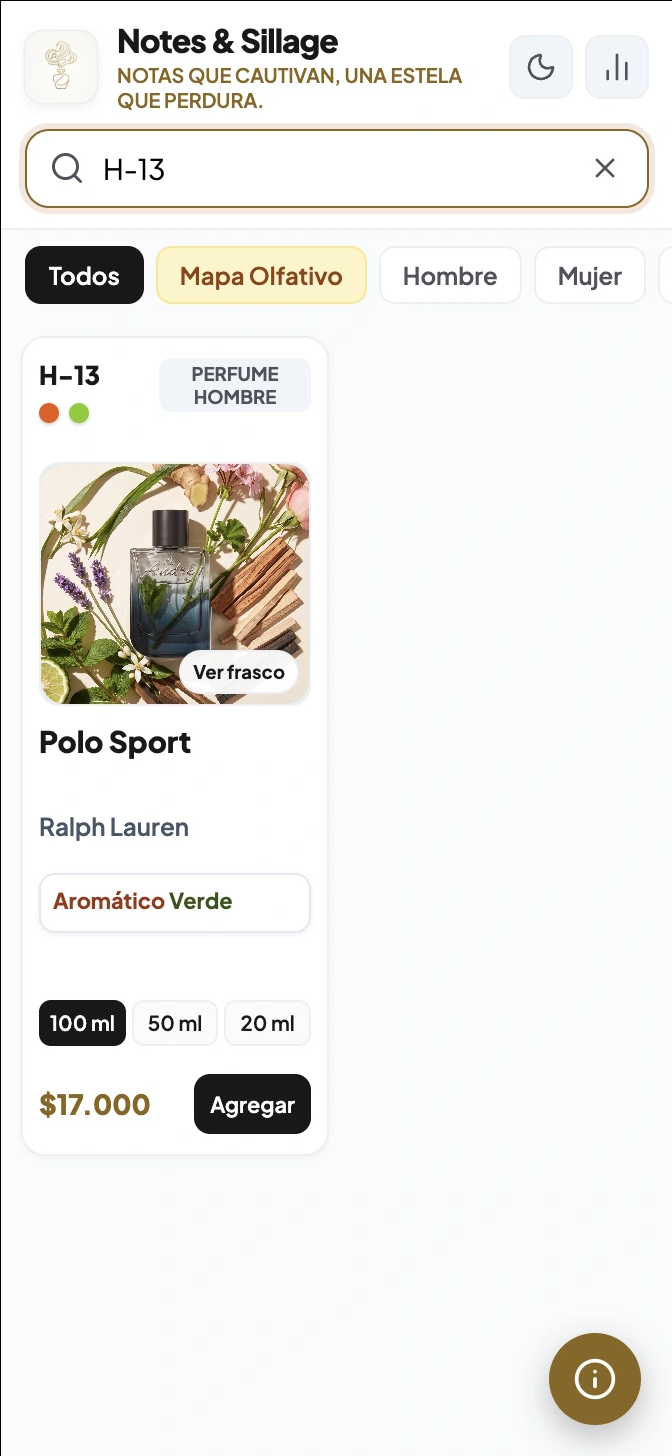 Notes & Sillage
NOTAS QUE CAUTIVAN, UNA ESTELA
QUE PERDURA.
H-13
Todos
Mapa Olfativo
Hombre
Mujer
H-13
PERFUME
HOMBRE
Ver frasco
Polo Sport
Ralph Lauren
Aromático Verde
100 ml
50 ml
20 ml
$17.000
Agregar